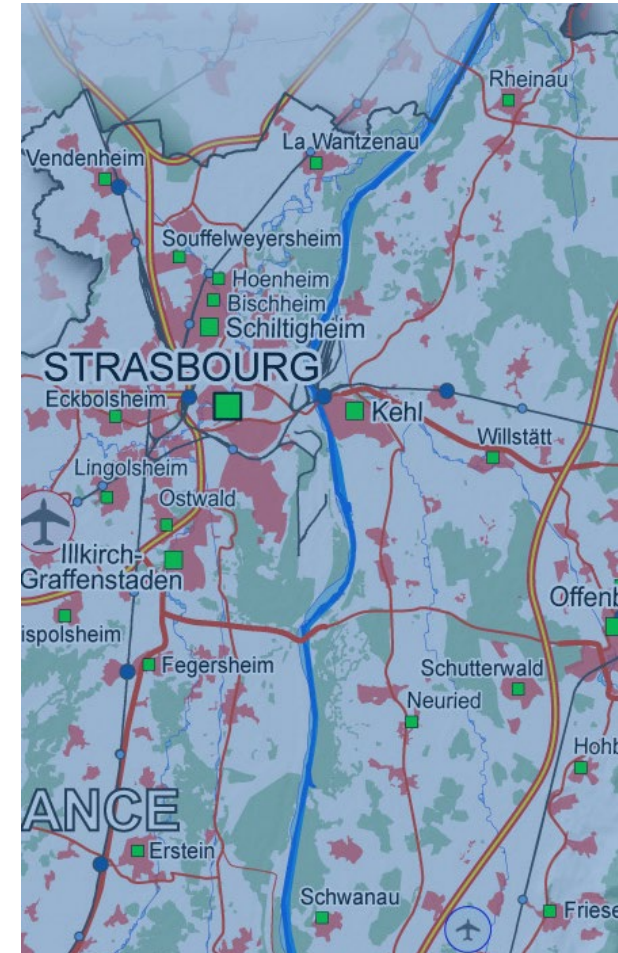 Rheinau
La Wantzenau
Vendenheim
Souffelweyersheim
Hoenheim
Bischheim
Schiltigheim
STRASBOURG
Eckbolsheim
Kehl
Willstätt
Lingolsheim
Ostwald
Illkirch-
Graffenstaden
Offenb
ispolsheim
Fegersheim
Schutterwald
Neuried
Hohb
ANCE
Erstein
Schwanau
Friese